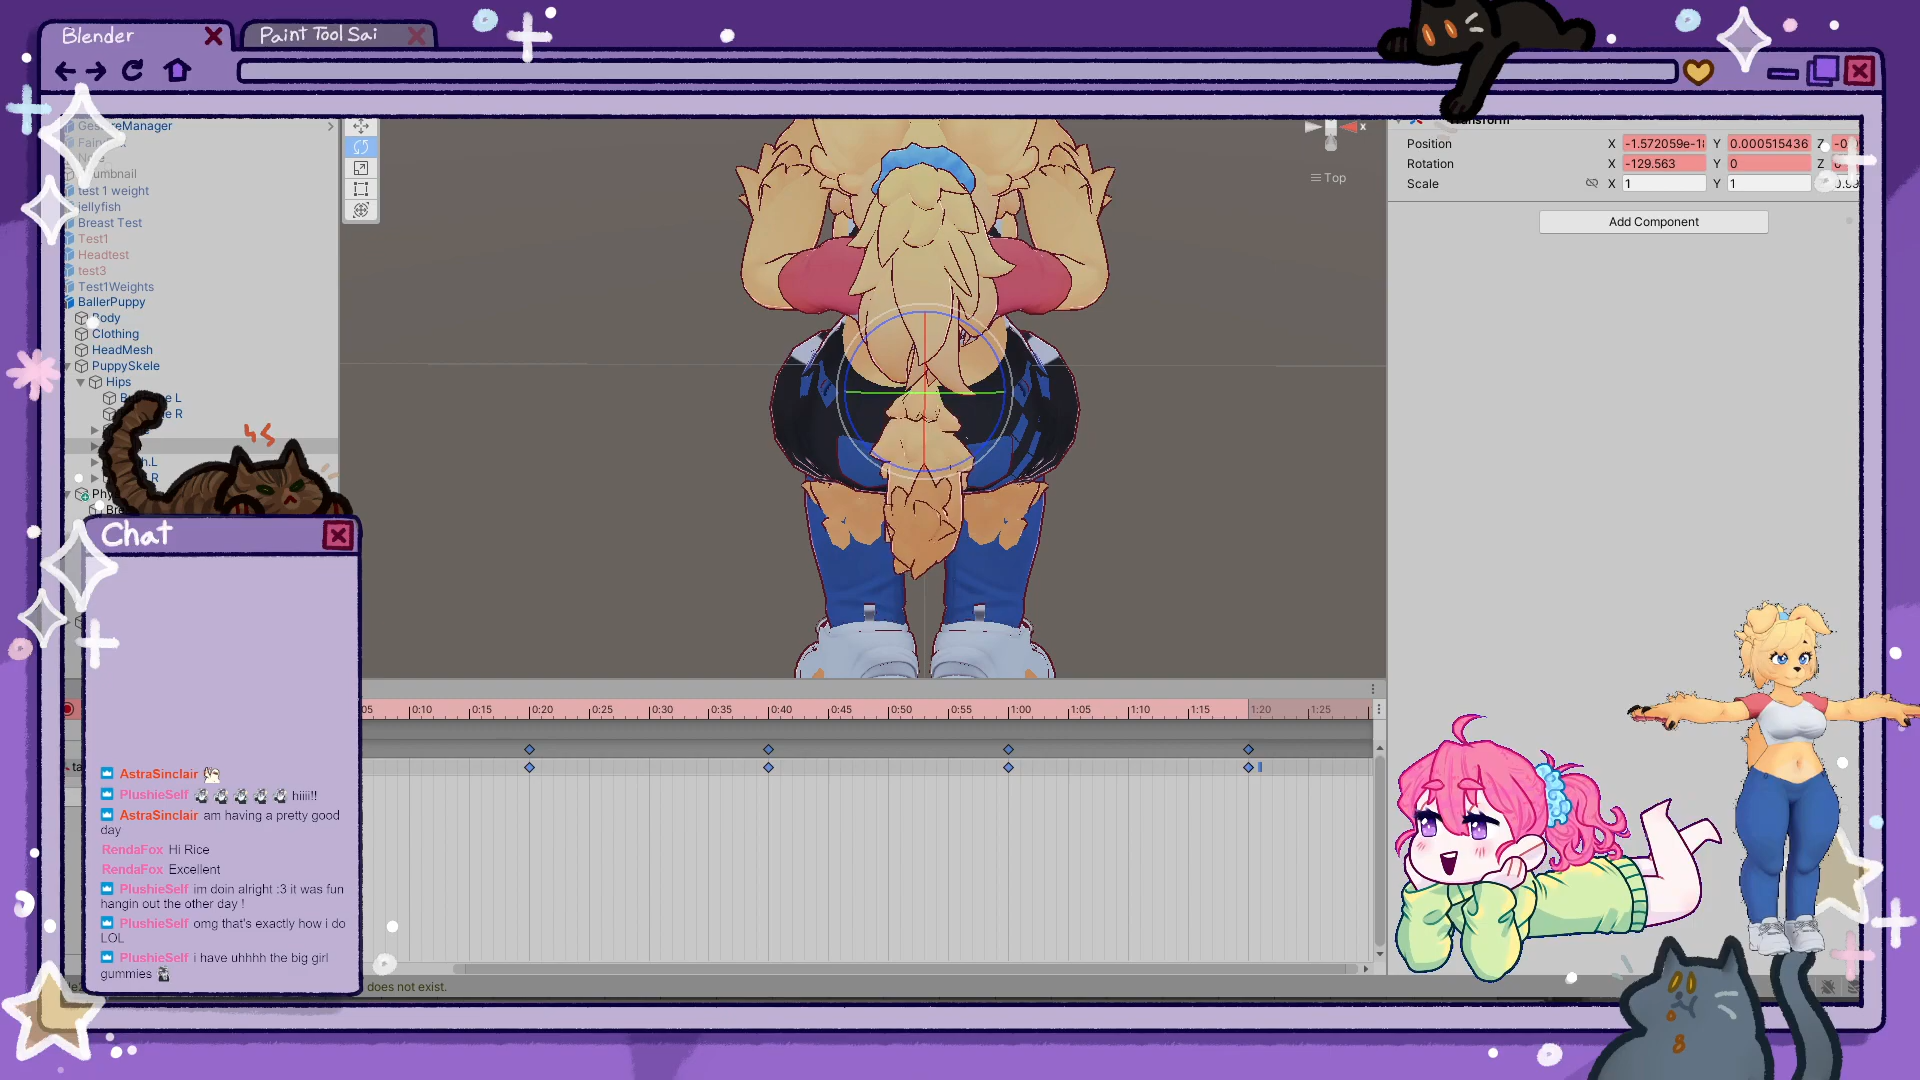 Blender
Paint Tool Sai
GestureManager
test 1 weight
jellyfish
Breast Test
Test1
Headtest
test3
Test1Weights
BallerPuppy
Body
Clothing
HeadMesh
PuppySkele
Hips
Top
Position X -1.572059e-1 Y 0.000515436 Z -0
Rotation X -129.563 Y 0 Z 0
Scale X 1 Y 1
Add Component
x
Chat
05 0:10 0:15 0:20 0:25 0:30 0:35 0:40 0:45 0:50 0:55 1:00 1:05 1:10 1:15 1:20 1:25
AstraSinclair
PlushieSelf hiiii!!
AstraSinclair am having a pretty good
day
RendaFox Hi Rice
RendaFox Excellent
PlushieSelf im doin alright :3 it was fun
hangin out the other day !
PlushieSelf omg that's exactly how i do
LOL
PlushieSelf i have uhhhh the big girl
gummies
does not exist.